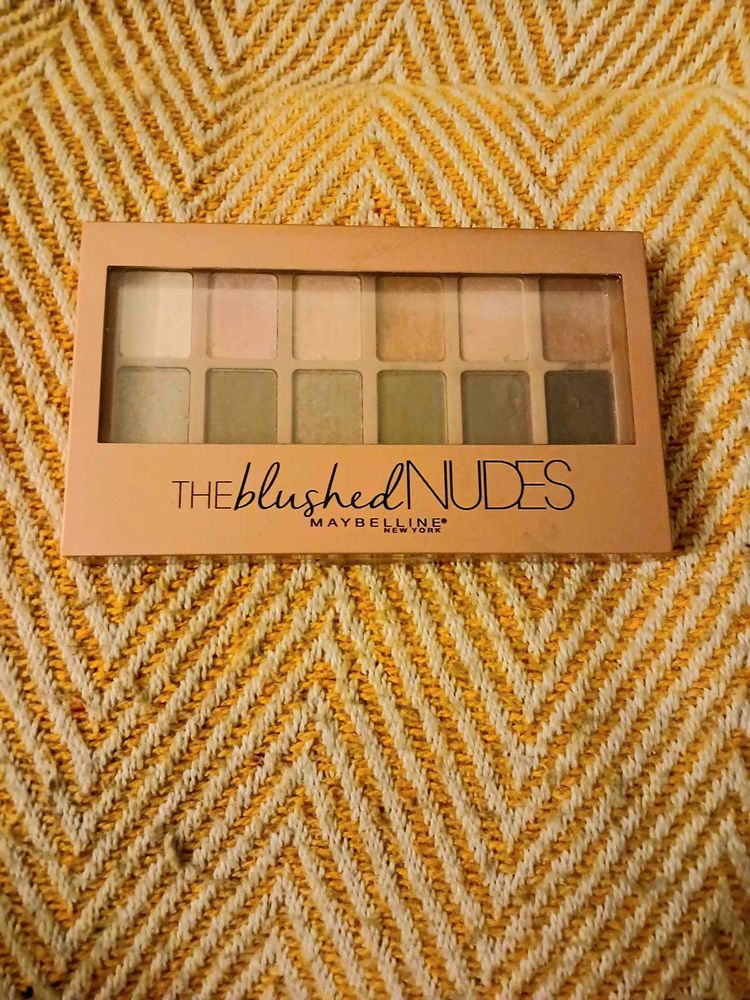 THE blushed NUDES
MAYBELLINE®
NEW YORK